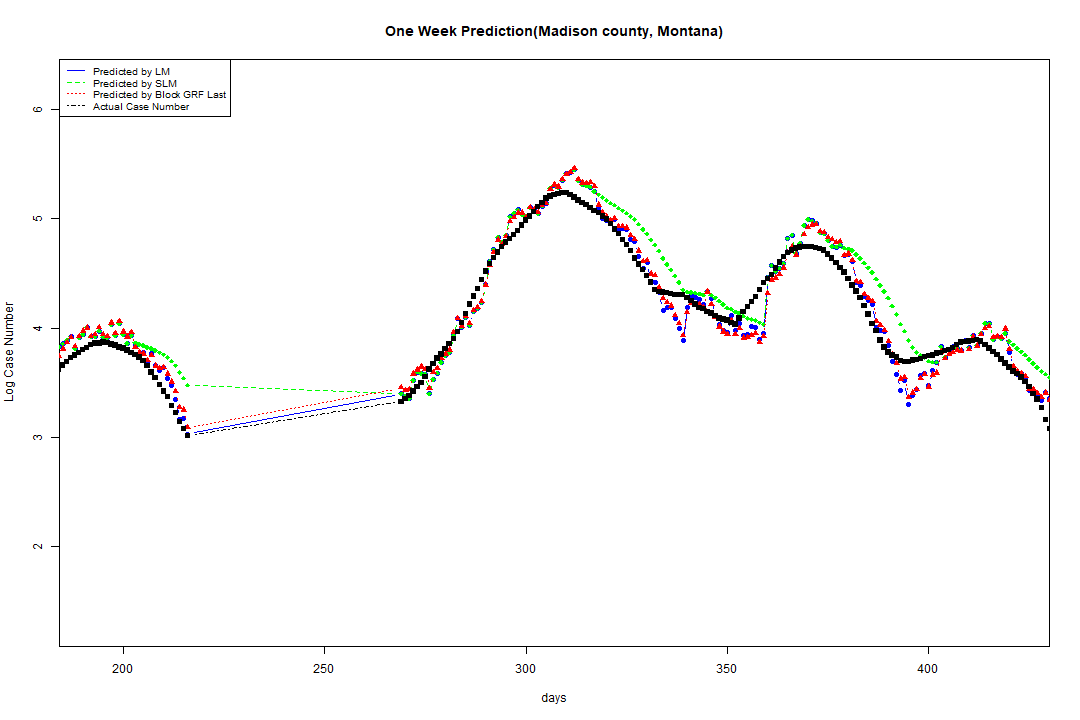 One Week Prediction(Madison county, Montana)
Predicted by LM
Predicted by SLM
Predicted by Block GRF Last
Actual Case Number
6
5
4
3
2
Log Case Number
200 250 300 350 400
days